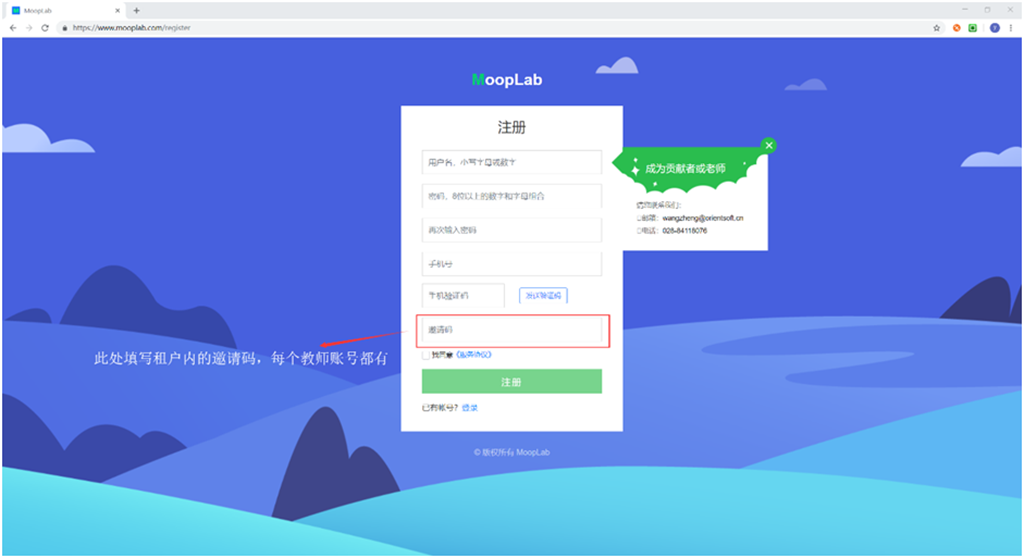 MoopLab
https://www.mooplab.com/register
MoopLab
注册
用户名、小写字母或数字
密码、8位以上的数字和字母组合
再次输入密码
手机号
手机验证码
发送验证码
邀请码
我同意《服务协议》
注册
已有帐号？登录
© 版权所有 MoopLab
成为贡献者或老师
请您联系我们:
邮箱：wangzheng@orientsoft.cn
电话：028-84118076
此处填写租户内的邀请码，每个教师账号都有